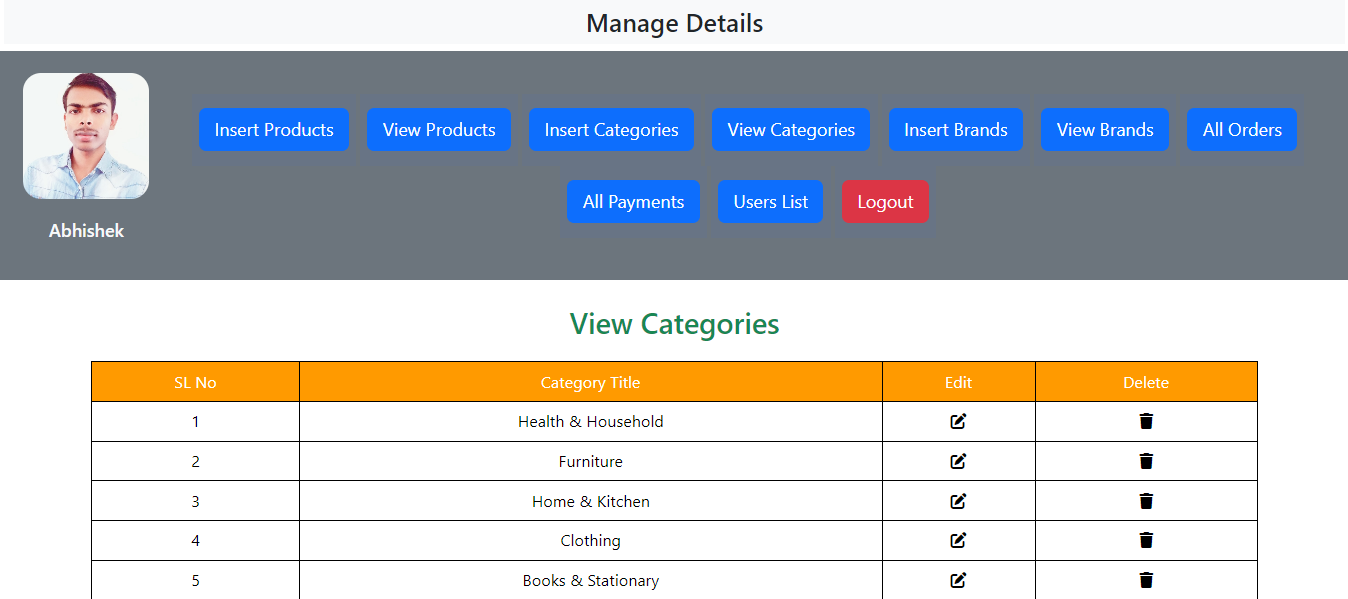 Manage Details
Insert Products View Products Insert Categories View Categories Insert Brands View Brands All Orders
All Payments Users List Logout
Abhishek
View Categories
SL No Category Title Edit Delete
1 Health & Household
2 Furniture
3 Home & Kitchen
4 Clothing
5 Books & Stationary